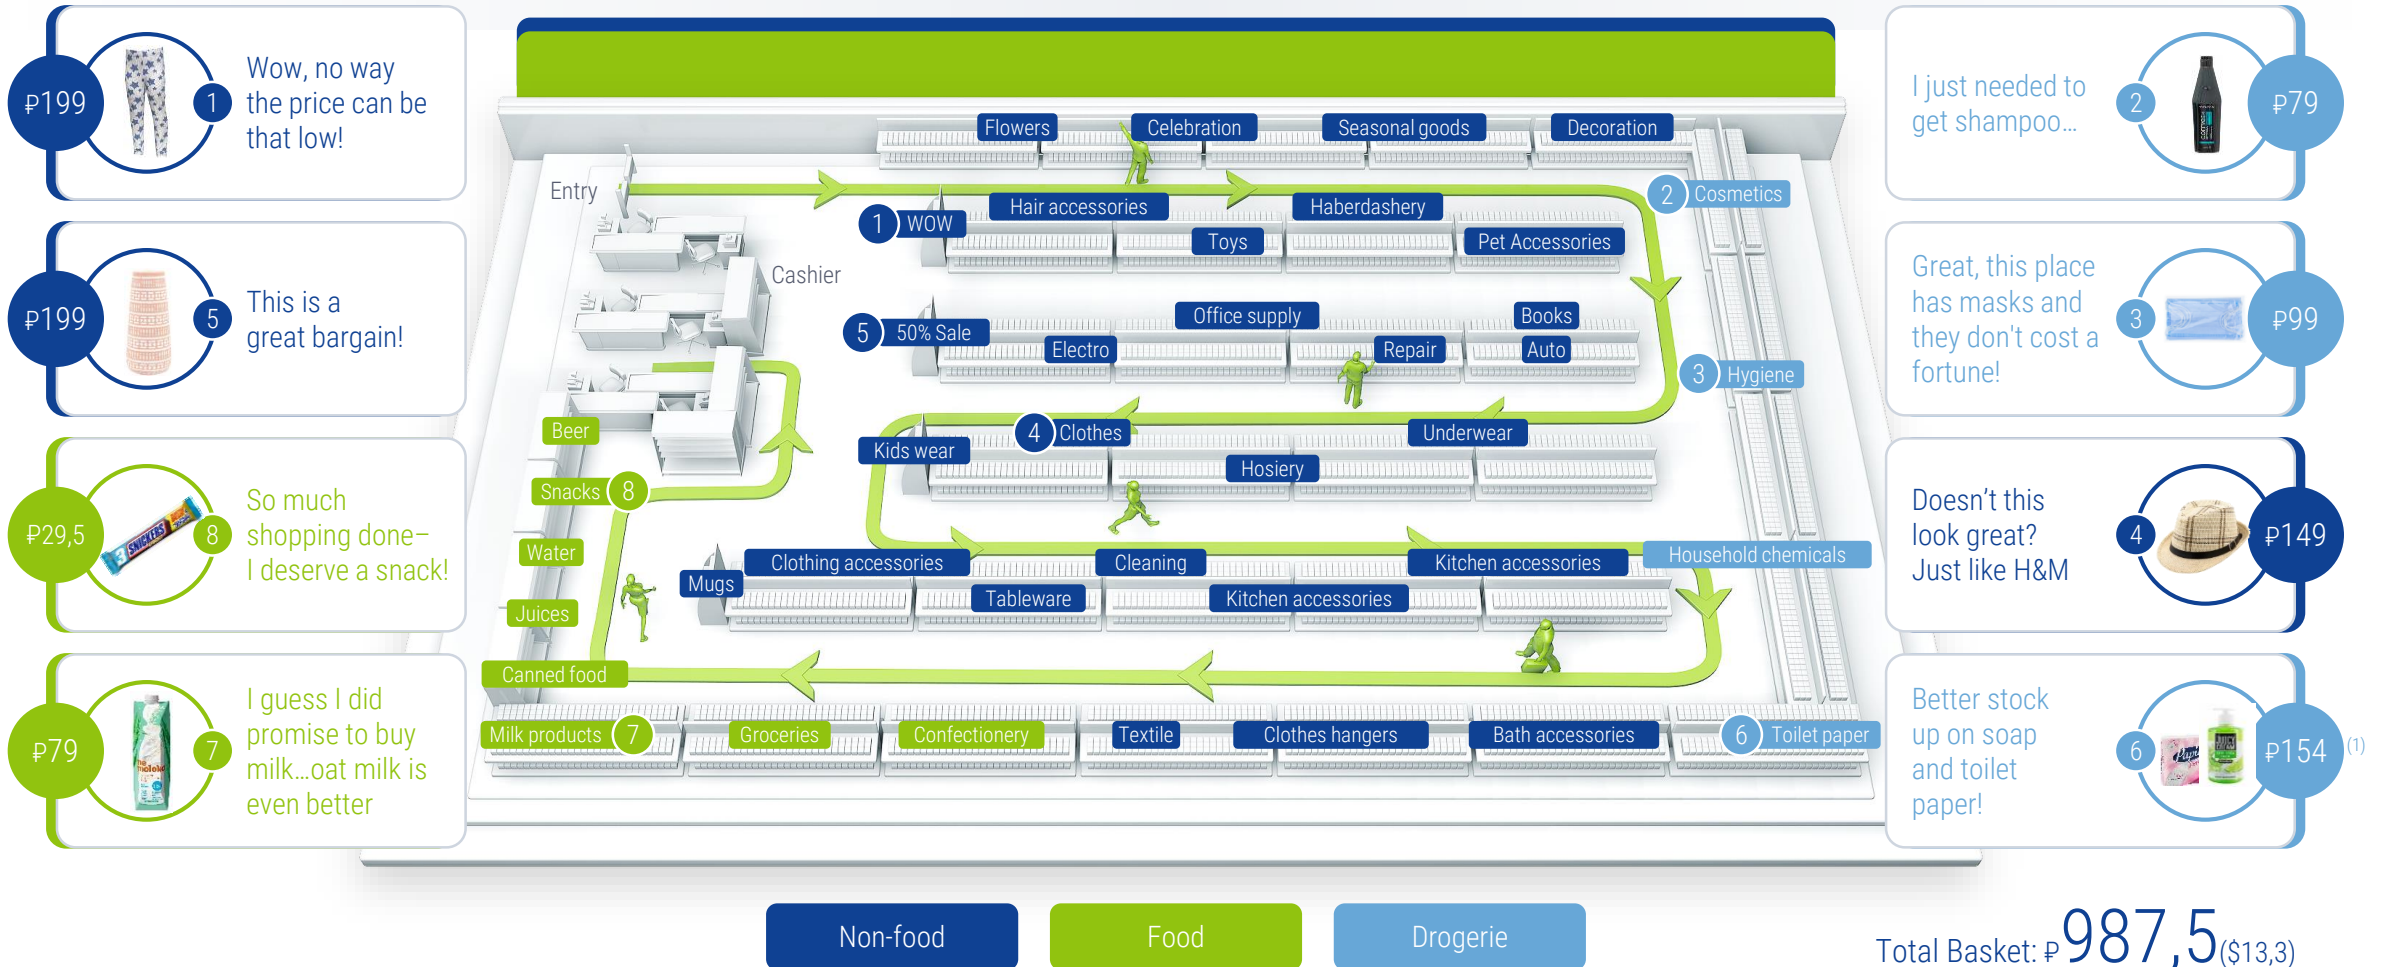 ₽199
1
Wow, no way
the price can be
that low!
₽199
5
This is a
great bargain!
₽29,5
SNICKERS
8
So much
shopping done–
I deserve a snack!
₽79
7
I guess I did
promise to buy
milk...oat milk is
even better
Entry
Cashier
Flowers
Celebration
Seasonal goods
Decoration
2 Cosmetics
1 WOW
Hair accessories
Haberdashery
Toys
Pet Accessories
5 50% Sale
Office supply
Books
Electro
Repair
Auto
3 Hygiene
Beer
Kids wear
4 Clothes
Underwear
Hosiery
Snacks 8
Water
Mugs
Clothing accessories
Cleaning
Kitchen accessories
Household chemicals
Tableware
Kitchen accessories
Juices
Canned food
Milk products 7
Groceries
Confectionery
Textile
Clothes hangers
Bath accessories
6 Toilet paper
I just needed to
get shampoo...
2
₽79
Great, this place
has masks and
they don't cost a
fortune!
3
₽99
Doesn’t this
look great?
Just like H&M
4
₽149
Better stock
up on soap
and toilet
paper!
6
₽154 (1)
Non-food
Food
Drogerie
Total Basket: ₽987,5($13,3)